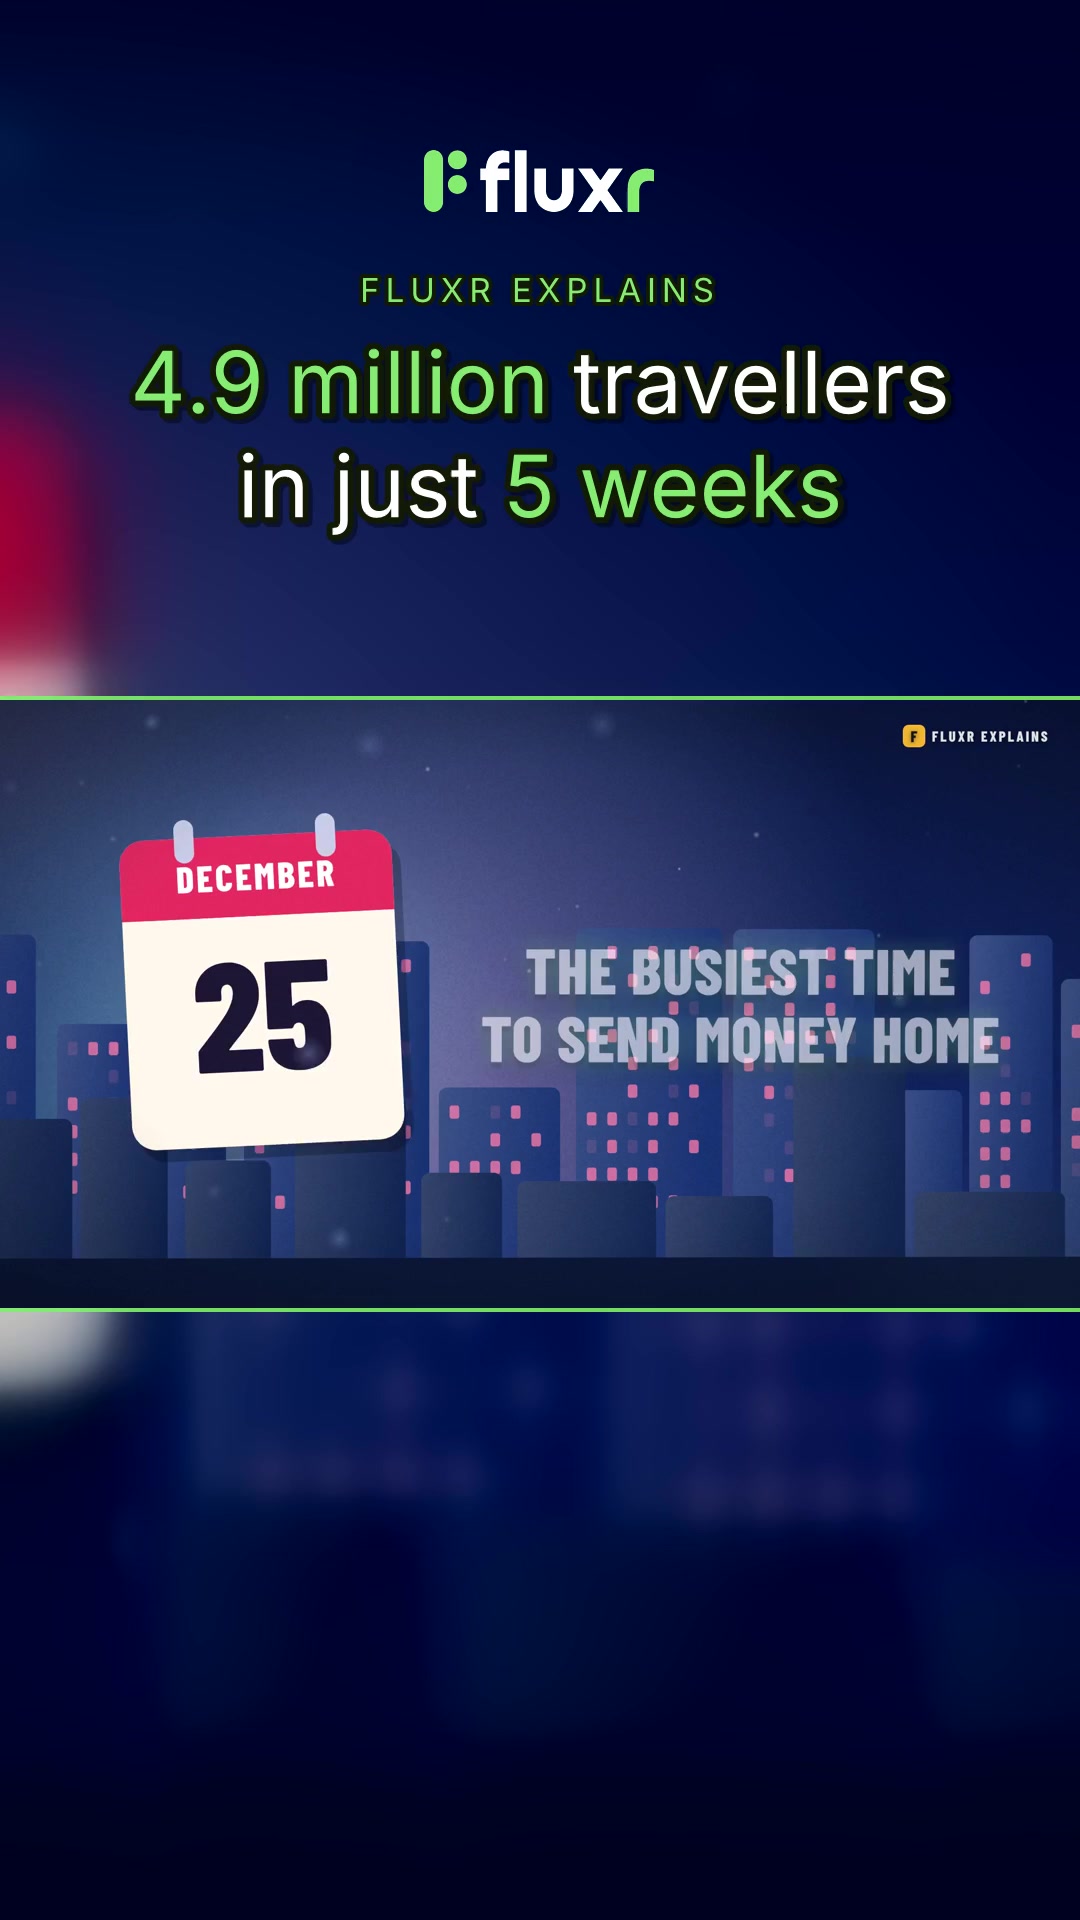 fluxr
FLUXR EXPLAINS
4.9 million travellers
in just 5 weeks
F FLUXR EXPLAINS
DECEMBER
25
THE BUSIEST TIME
TO SEND MONEY HOME